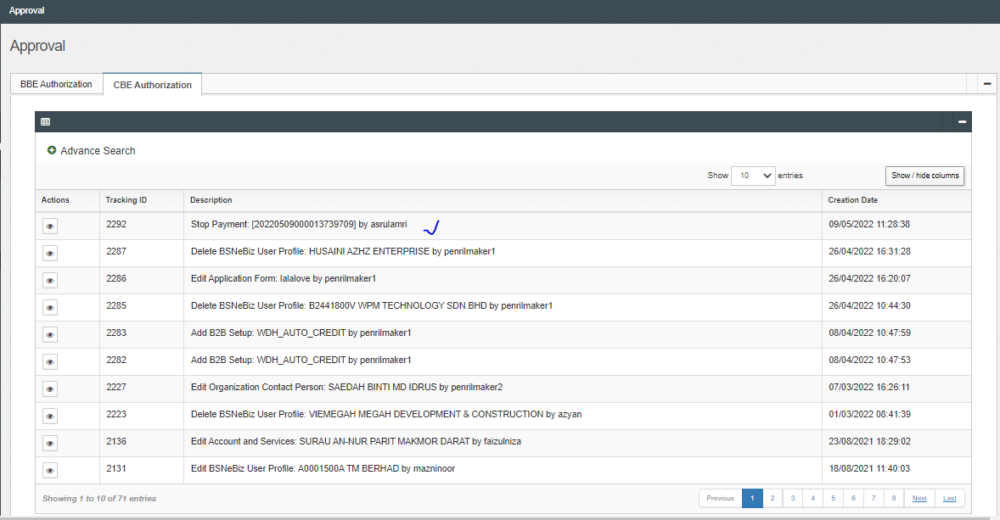 Approval
Approval
BBE Authorization CBE Authorization
Advance Search
Show 10 entries Show / hide columns
Actions Tracking ID Description Creation Date
2292 Stop Payment: [20220509000013739709] by asrulamri 09/05/2022 11:28:38
2287 Delete BSNeBiz User Profile: HUSAINI AZHZ ENTERPRISE by penrilmaker1 26/04/2022 16:31:28
2286 Edit Application Form: lalalove by penrilmaker1 26/04/2022 16:20:07
2285 Delete BSNeBiz User Profile: B2441800V WPM TECHNOLOGY SDN.BHD by penrilmaker1 26/04/2022 10:44:30
2283 Add B2B Setup: WDH_AUTO_CREDIT by penrilmaker1 08/04/2022 10:47:59
2282 Add B2B Setup: WDH_AUTO_CREDIT by penrilmaker1 08/04/2022 10:47:53
2227 Edit Organization Contact Person: SAEDAH BINTI MD IDRUS by penrilmaker2 07/03/2022 16:26:11
2223 Delete BSNeBiz User Profile: VIEMEGAH MEGAH DEVELOPMENT & CONSTRUCTION by azyan 01/03/2022 08:41:39
2136 Edit Account and Services: SURAU AN-NUR PARIT MAKMOR DARAT by faizulniza 23/08/2021 18:29:02
2131 Edit BSNeBiz User Profile: A0001500A TM BERHAD by mazninoor 18/08/2021 11:40:03
Showing 1 to 10 of 71 entries Previous 1 2 3 4 5 6 7 8 Next Last